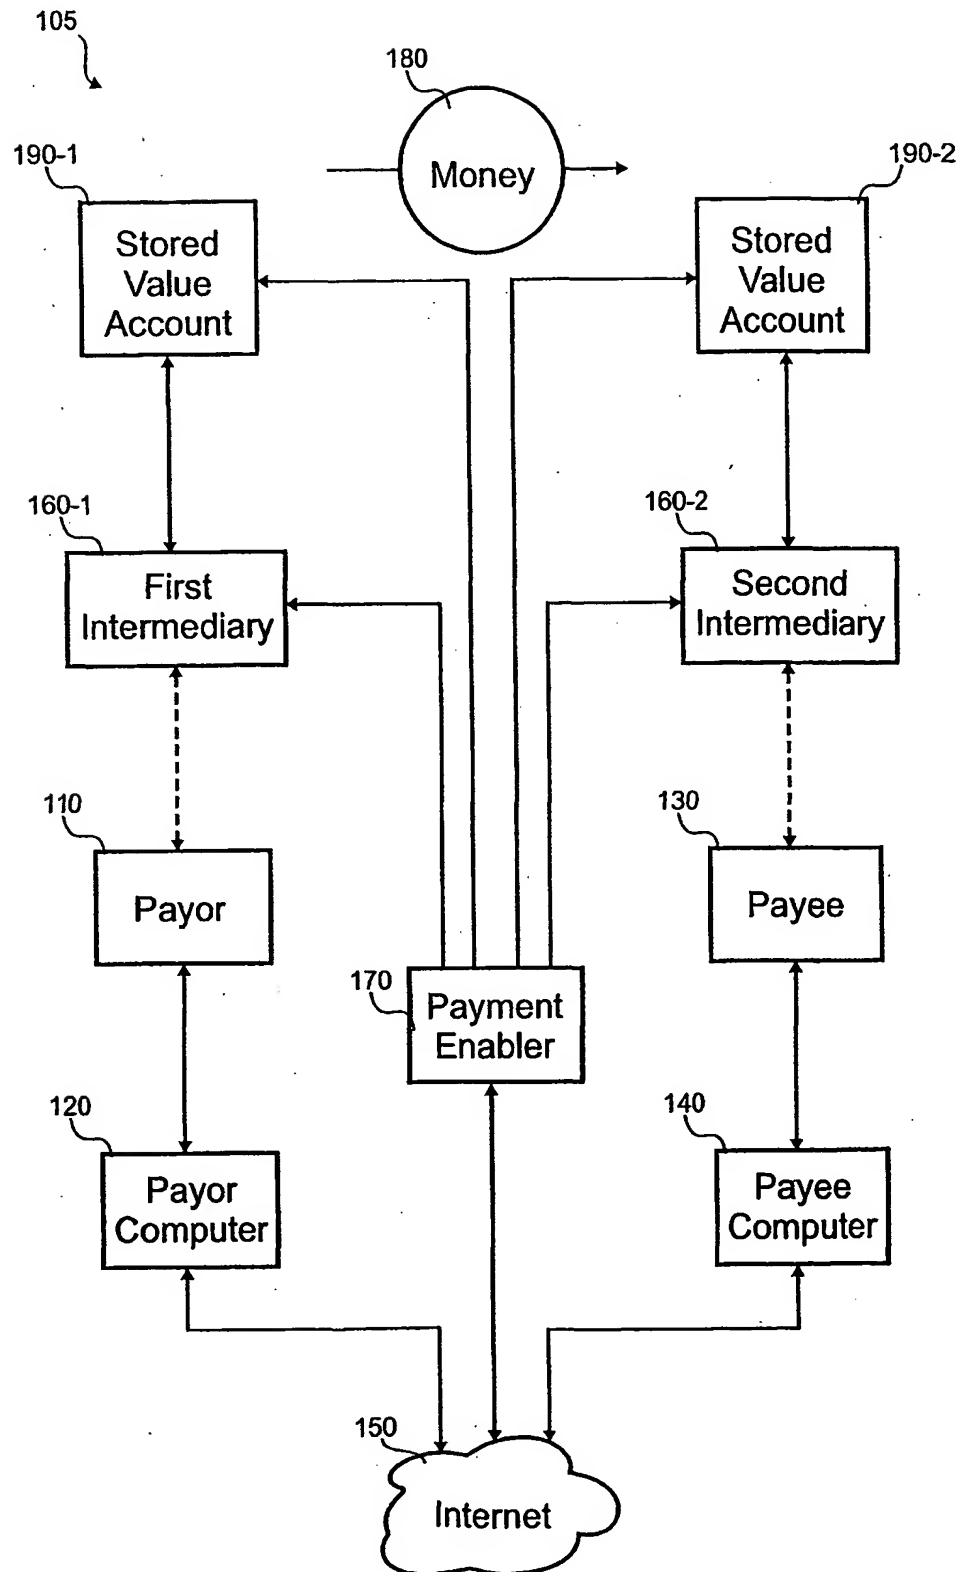 105
180
Money
190-1
190-2
Stored
Value
Account
Stored
Value
Account
160-1
160-2
First
Intermediary
Second
Intermediary
110
130
Payor
Payee
170
Payment
Enabler
120
140
Payor
Computer
Payee
Computer
150
Internet